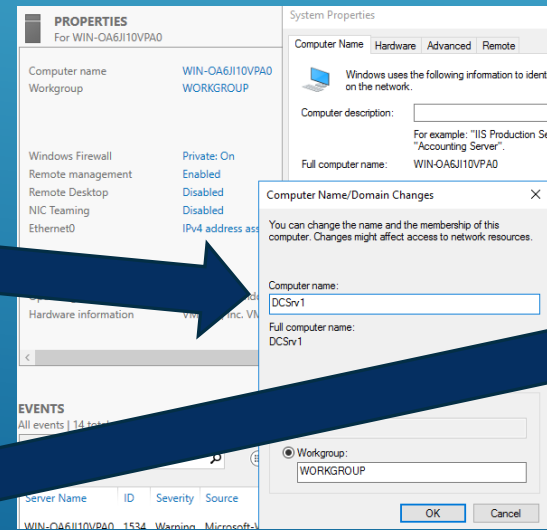 PROPERTIES
For WIN-OA6JI10VPA0
Computer name WIN-OA6JI10VPA0
Workgroup WORKGROUP
Windows Firewall Private: On
Remote management Enabled
Remote Desktop Disabled
NIC Teaming Disabled
Ethernet0 IPv4 address ass
Hardware information
EVENTS
All events | 14
Server Name ID Severity Source
WIN-OA6JI10VPA0 1534 Warning Microsoft-
System Properties
Computer Name Hardware Advanced Remote
Windows uses the following information to ident
on the network.
Computer description:
For example: "IIS Production Se
"Accounting Server".
Full computer name: WIN-OA6JI10VPA0
Computer Name/Domain Changes
You can change the name and the membership of this
computer. Changes might affect access to network resources.
Computer name:
DCSrv1
Full computer name:
DCSrv1
Workgroup:
WORKGROUP
OK Cancel